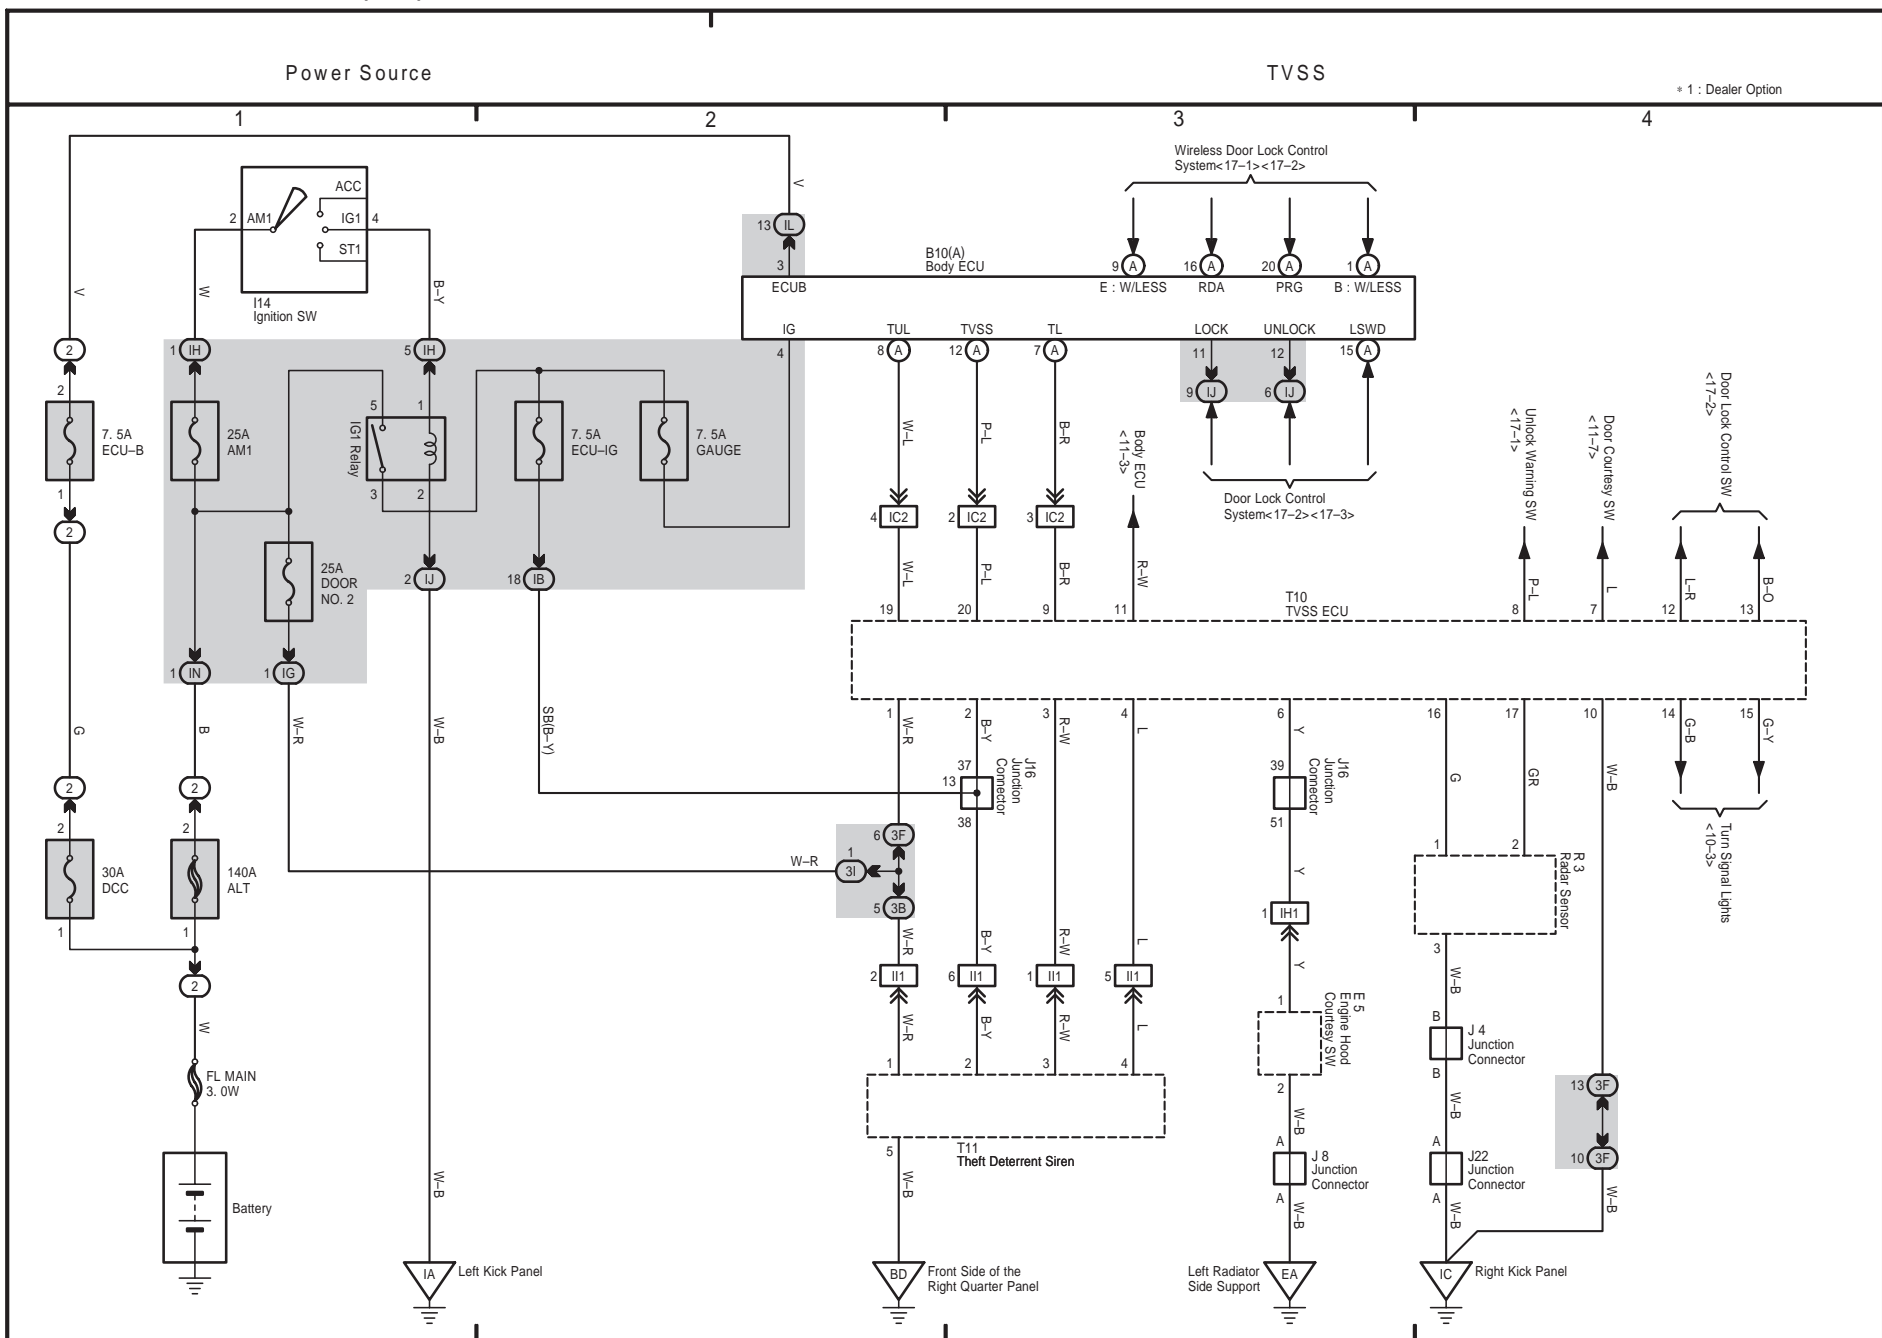 Power Source
TVSS
* 1 : Dealer Option
1
2
3
4
Wireless Door Lock Control
System<17–1><17–2>
ACC
2 AM1
IG1 4
ST1
I14
Ignition SW
V
V
W
B–Y
13 IL
3
B10(A)
Body ECU
9 A
16 A
20 A
1 A
ECUB
E : W/LESS
RDA
PRG
B : W/LESS
IG
TUL
TVSS
TL
LOCK
UNLOCK
LSWD
4
8 A
12 A
7 A
11
12
15 A
9 IJ
6 IJ
2
1 IH
5 IH
2
7. 5A
ECU–B
1
2
25A
AM1
5
1
IG1 Relay
3
2
7. 5A
ECU–IG
7. 5A
GAUGE
25A
DOOR
NO. 2
2 IJ
18 IB
1 IN
1 IG
W–L
P–L
B–R
Body ECU
<11–3>
Door Lock Control
System<17–2><17–3>
Unlock Warning SW
<17–1>
Door Courtesy SW
<11–7>
Door Lock Control SW
<17–2>
4 IC2
2 IC2
3 IC2
W–L
P–L
B–R
R–W
P–L
L
L–R
B–O
T10
TVSS ECU
19
20
9
11
8
7
12
13
1
2
3
4
6
16
17
10
14
15
G
B
W–R
W–B
SB(B–Y)
W–R
B–Y
R–W
L
Y
G
GR
W–B
G–B
G–Y
37
13
38
J16
Junction
Connector
39
51
J16
Junction
Connector
Turn Signal Lights
<10–3>
2
2
2
2
30A
DCC
1
140A
ALT
1
2
W–R
6 3F
1
3I
5 3B
W–R
B–Y
R–W
L
Y
1 IH1
Y
1
2
R 3
Radar Sensor
3
2 II1
6 II1
1 II1
5 II1
W–R
B–Y
R–W
L
1
2
3
4
T11
Theft Deterrent Siren
5
W–B
1
E 5
Engine Hood
Courtesy SW
2
W–B
A
J 8
Junction
Connector
A
W–B
W–B
B
J 4
Junction
Connector
B
W–B
A
J22
Junction
Connector
A
W–B
13 3F
10 3F
W–B
W
FL MAIN
3. 0W
Battery
W–B
IA Left Kick Panel
BD Front Side of the
Right Quarter Panel
Left Radiator
Side Support
EA
IC Right Kick Panel